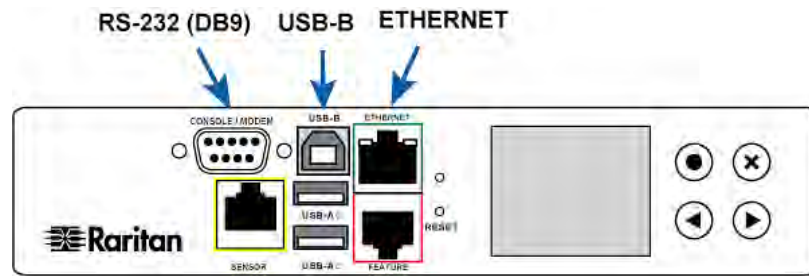 RS-232 (DB9) USB-B ETHERNET
CONSOLE / MODEM USB-B ETHERNET
USB-A
RESET
Raritan
SENSOR USB-A FEATURE